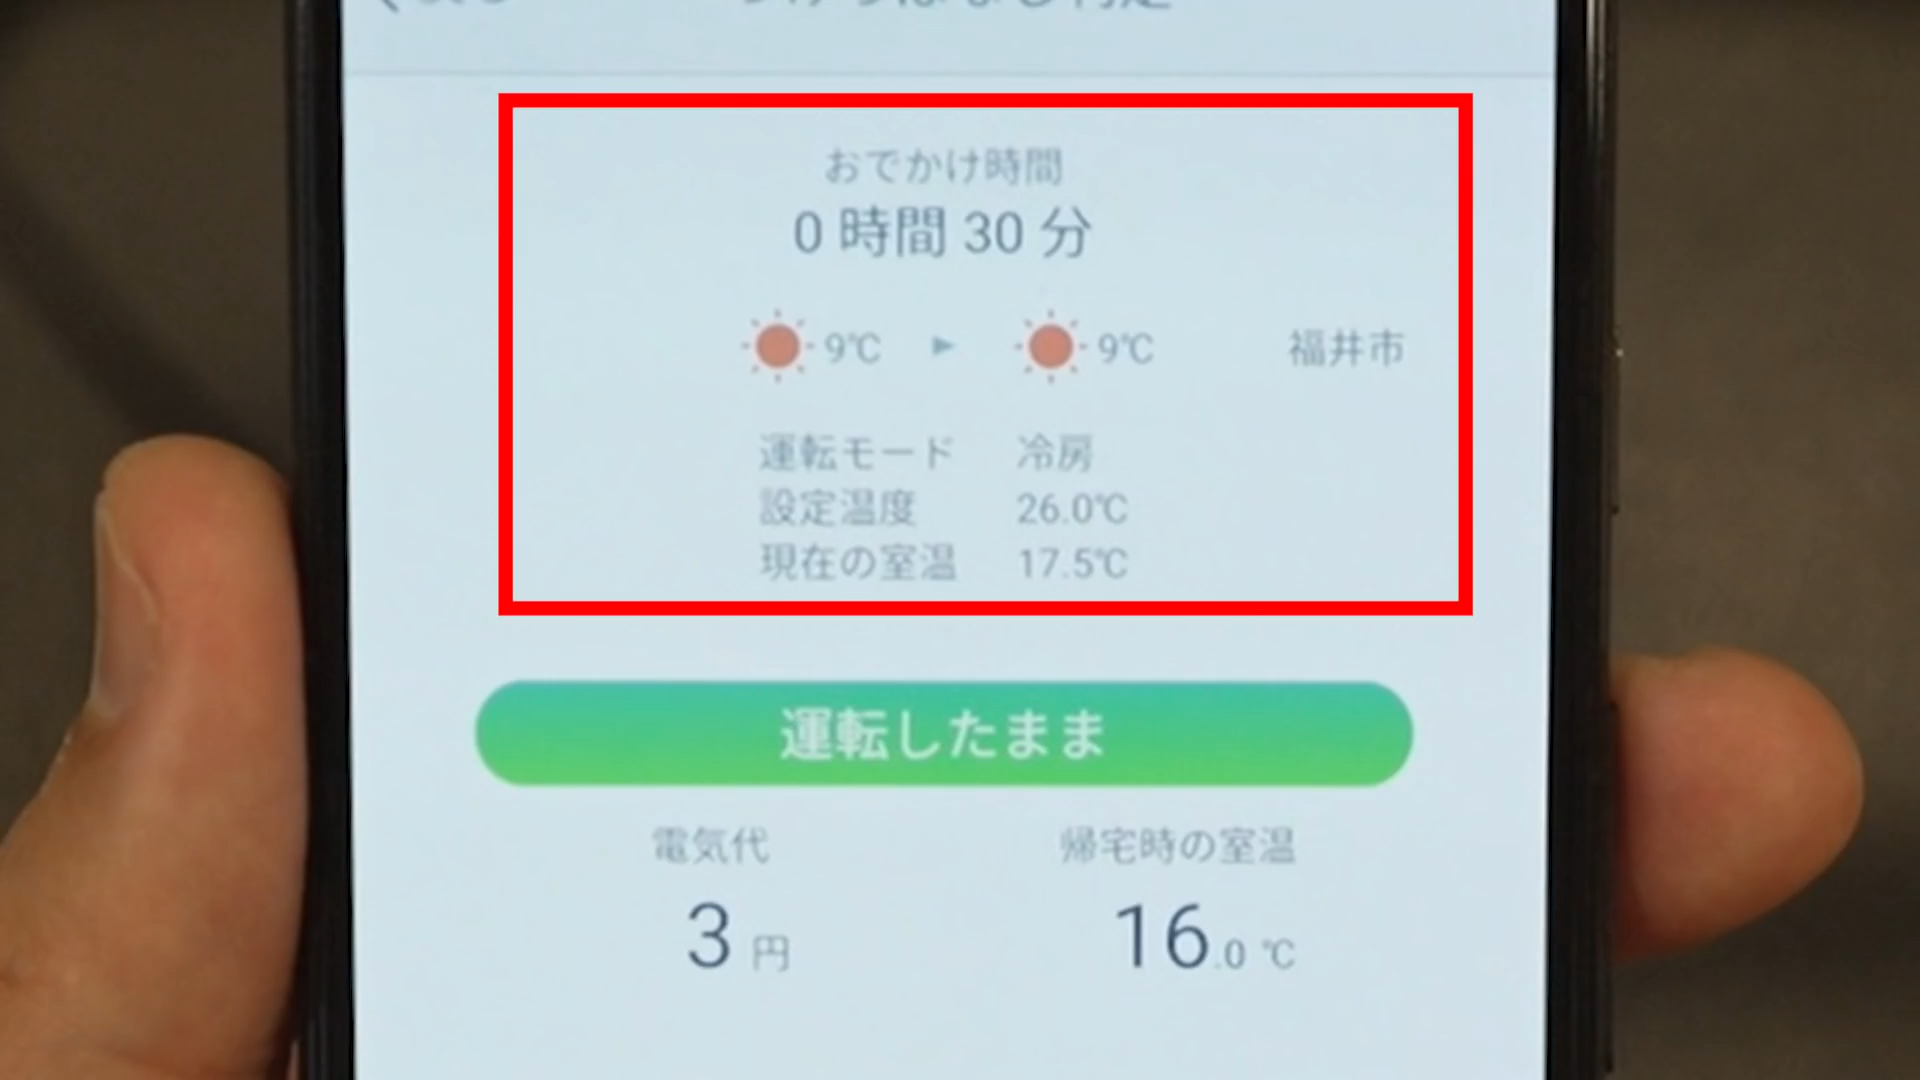 おでかけ時間
0 時間 30 分
9℃ ▶ 9℃ 福井市
運転モード 冷房
設定温度 26.0℃
現在の室温 17.5℃
運転したまま
電気代 帰宅時の室温
3 円 16.0 ℃